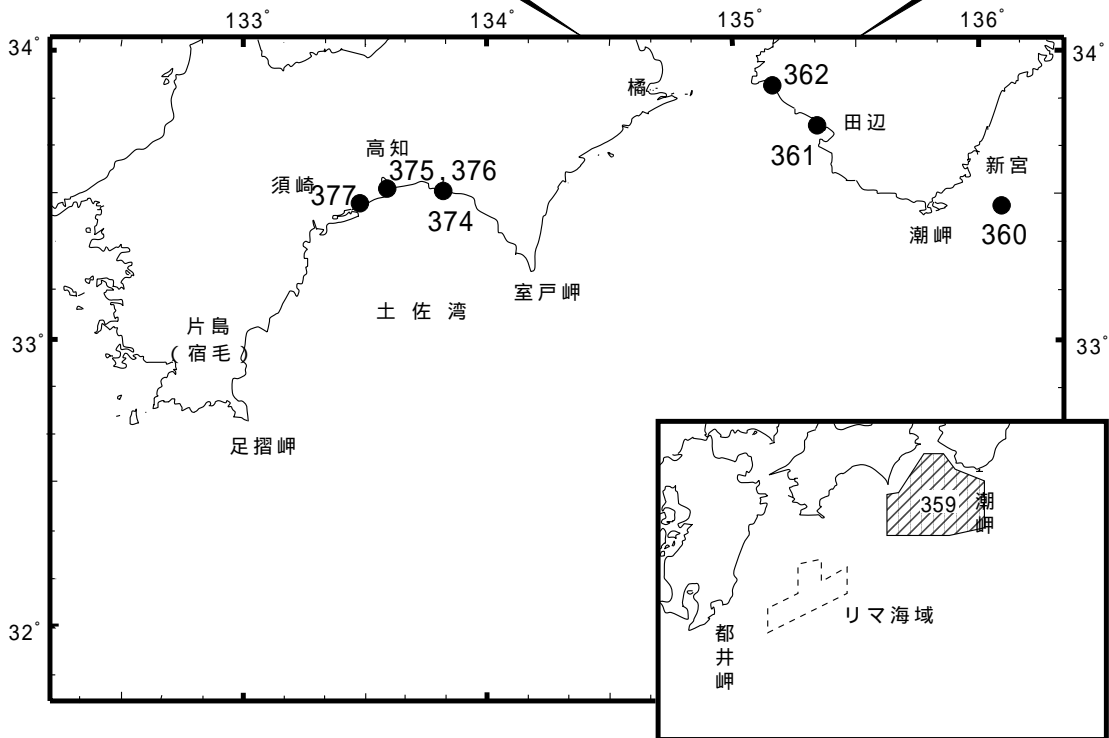 133°
134°
135°
136°
34°
34°
362
橘
田辺
361
高知
375，376
新宮
須崎
377
374
潮岬
360
室戸岬
土佐湾
片島
(宿毛)
33°
33°
足摺岬
359
潮岬
リマ海域
32°
都井岬